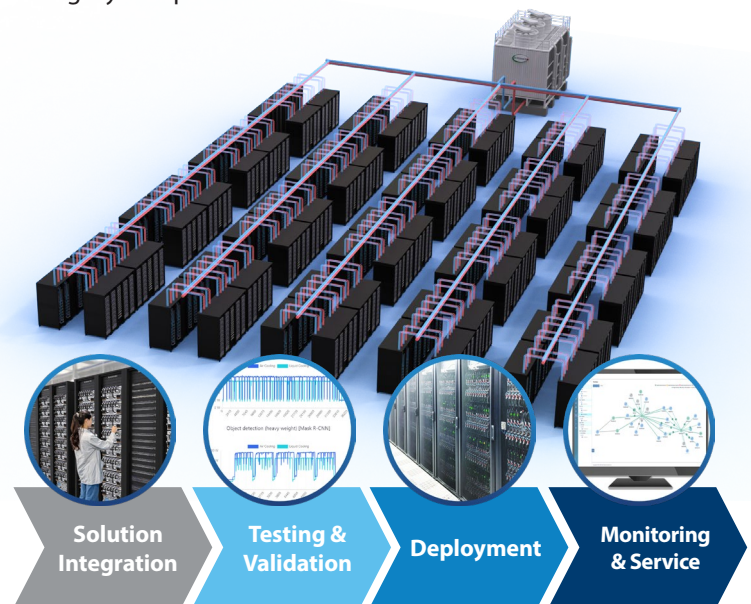 Object detection (heavy weight) [Mask R-CNN]
Solution
Integration
Testing &
Validation
Deployment
Monitoring
& Service